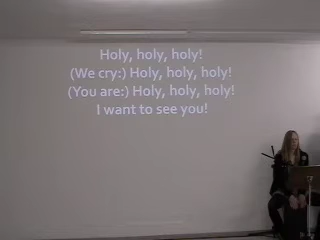 Holy, holy, holy!
(We cry:) Holy, holy, holy!
(You are:) Holy, holy, holy!
I want to see you!